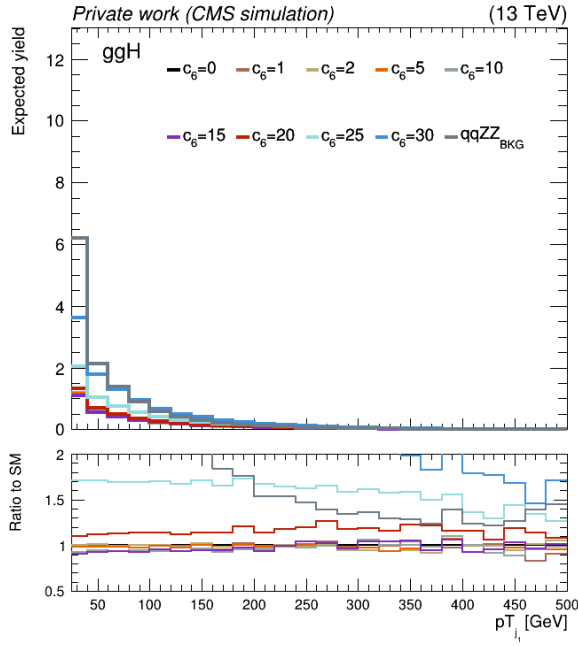 Private work (CMS simulation) (13 TeV)
Expected yield
ggH
12
10
8
6
4
2
0
c6=0 c6=1 c6=2 c6=5 c6=10
c6=15 c6=20 c6=25 c6=30 qqZZBKG
Ratio to SM
2
1.5
1
0.5
50 100 150 200 250 300 350 400 450 500
pTj1 [GeV]